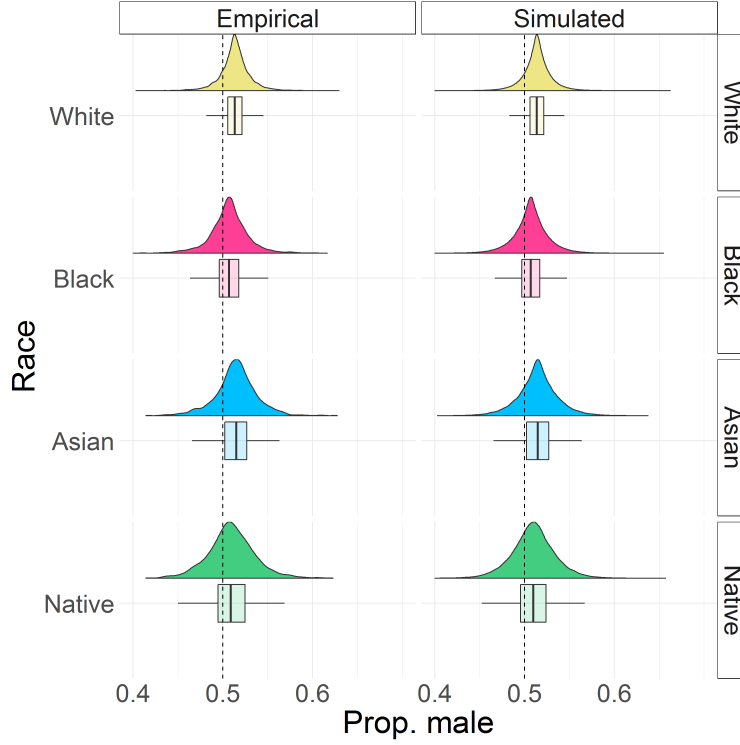 Empirical
Simulated
White
White
Black
Black
Asian
Asian
Native
Native
Race
0.4
0.5
0.6
0.4
0.5
0.6
Prop. male